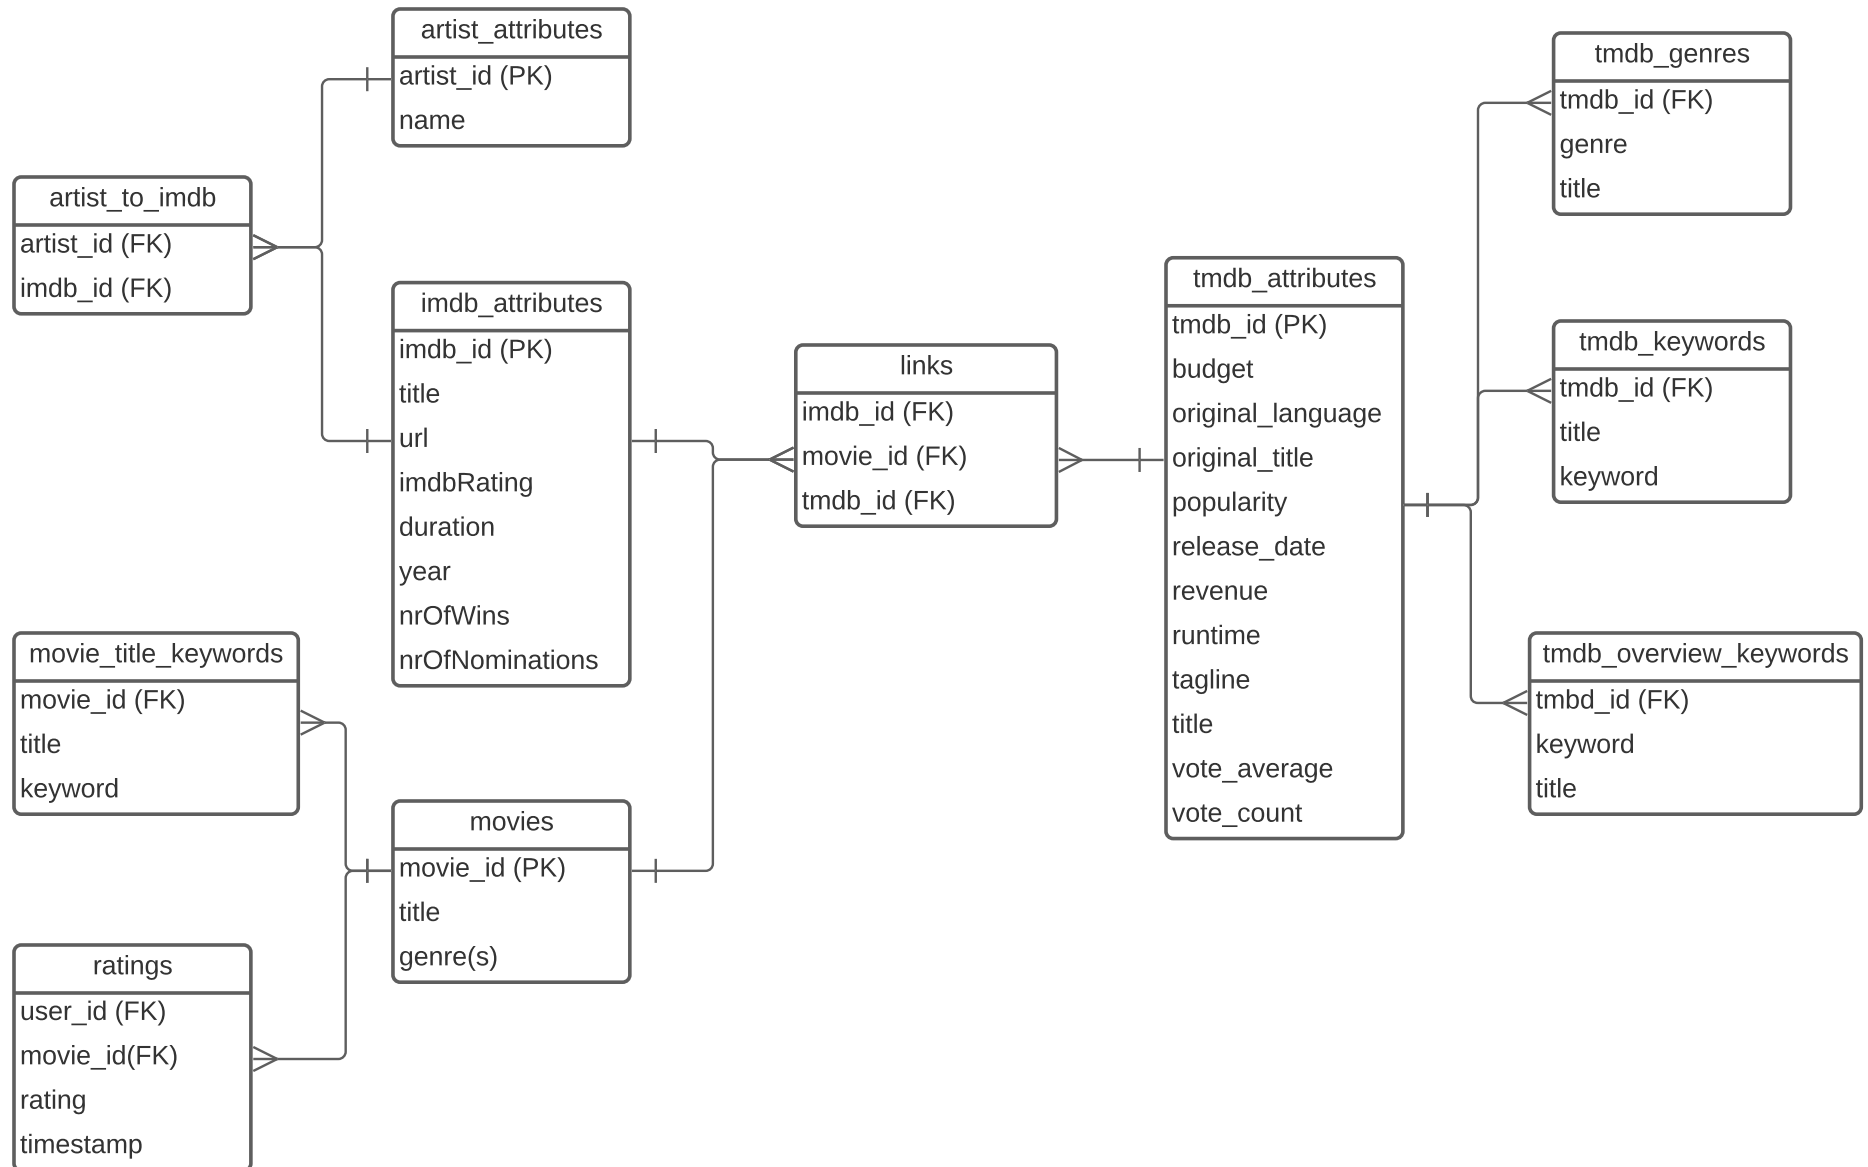 artist_attributes
artist_id (PK)
name
artist_to_imdb
artist_id (FK)
imdb_id (FK)
imdb_attributes
imdb_id (PK)
title
url
imdbRating
duration
year
nrOfWins
nrOfNominations
movie_title_keywords
movie_id (FK)
title
keyword
movies
movie_id (PK)
title
genre(s)
ratings
user_id (FK)
movie_id(FK)
rating
timestamp
links
imdb_id (FK)
movie_id (FK)
tmdb_id (FK)
tmdb_attributes
tmdb_id (PK)
budget
original_language
original_title
popularity
release_date
revenue
runtime
tagline
title
vote_average
vote_count
tmdb_genres
tmdb_id (FK)
genre
title
tmdb_keywords
tmdb_id (FK)
title
keyword
tmdb_overview_keywords
tmbd_id (FK)
keyword
title